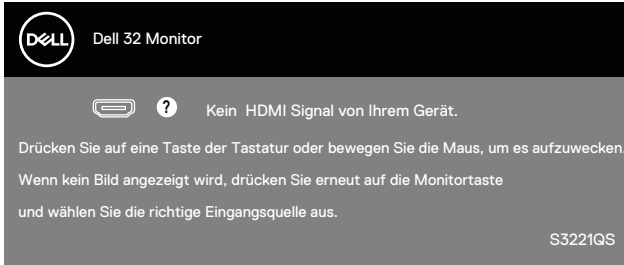 DELL
Dell 32 Monitor
? Kein HDMI Signal von Ihrem Gerät.
Drücken Sie auf eine Taste der Tastatur oder bewegen Sie die Maus, um es aufzuwecken.
Wenn kein Bild angezeigt wird, drücken Sie erneut auf die Monitortaste
und wählen Sie die richtige Eingangsquelle aus.
S3221QS